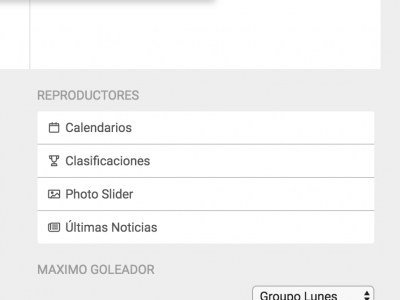 REPRODUCTORES
Calendarios
Clasificaciones
Photo Slider
Últimas Noticias
MAXIMO GOLEADOR
Groupo Lunes